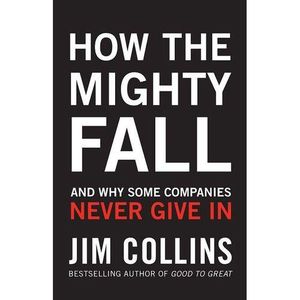 HOW THE
MIGHTY
FALL
AND WHY SOME COMPANIES
NEVER GIVE IN
JIM COLLINS
BESTSELLING AUTHOR OF GOOD TO GREAT